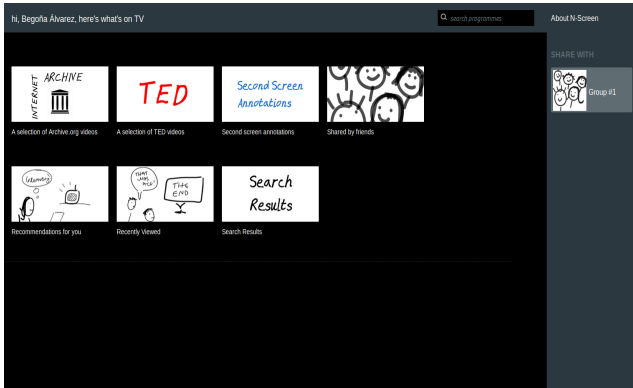 hi, Begoña Álvarez, here's what's on TV
search programmes
About N-Screen
SHARE WITH
Group #1
INTERNET
ARCHIVE
TED
Second Screen
Annotations
A selection of Archive.org videos
A selection of TED videos
Second screen annotations
Shared by friends
THAT
WAS
THE
END
Search
Results
Recommendations for you
Recently Viewed
Search Results